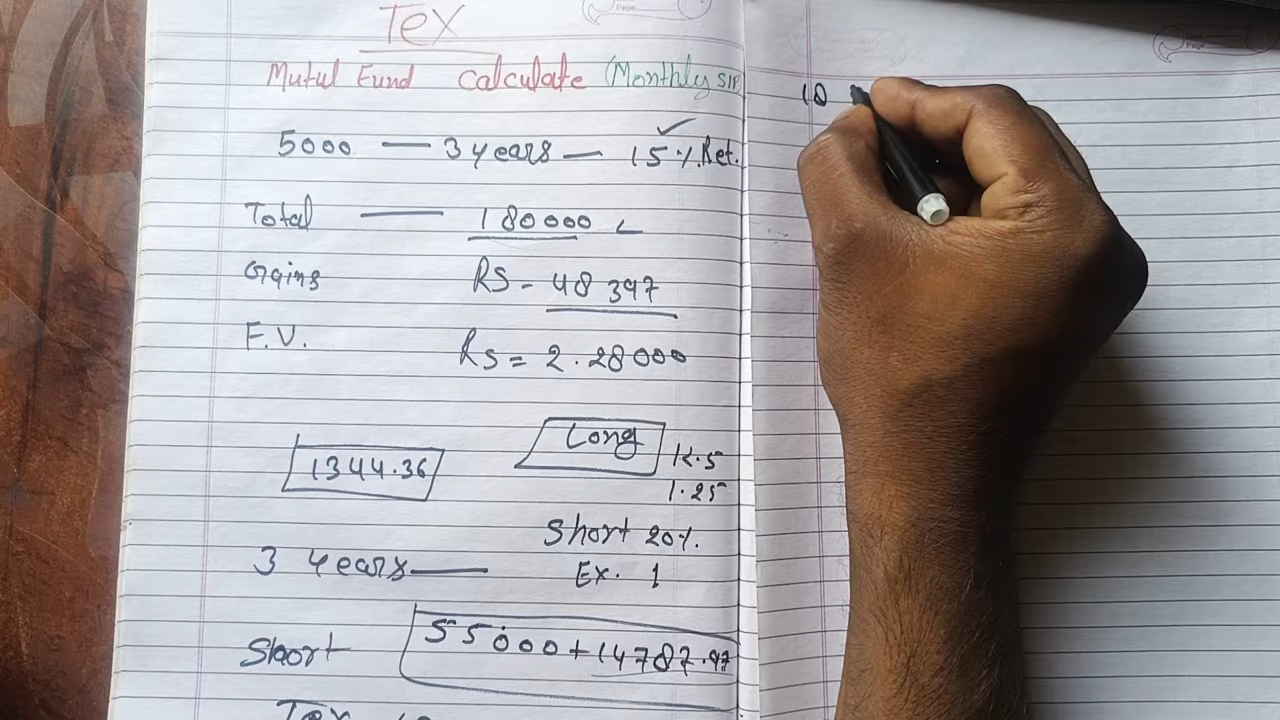 Tex
Mutul Fund calculate (Monthly SIP)
5000 — 3 years — 15 % Ret.
Total — 180000
Gains RS - 48397
F.V. RS = 2.28000
Long
12.5
1344.36
1.25
Short 20%.
3 years —
Ex. 1
Short 55000 + 14787.97
Tex
10